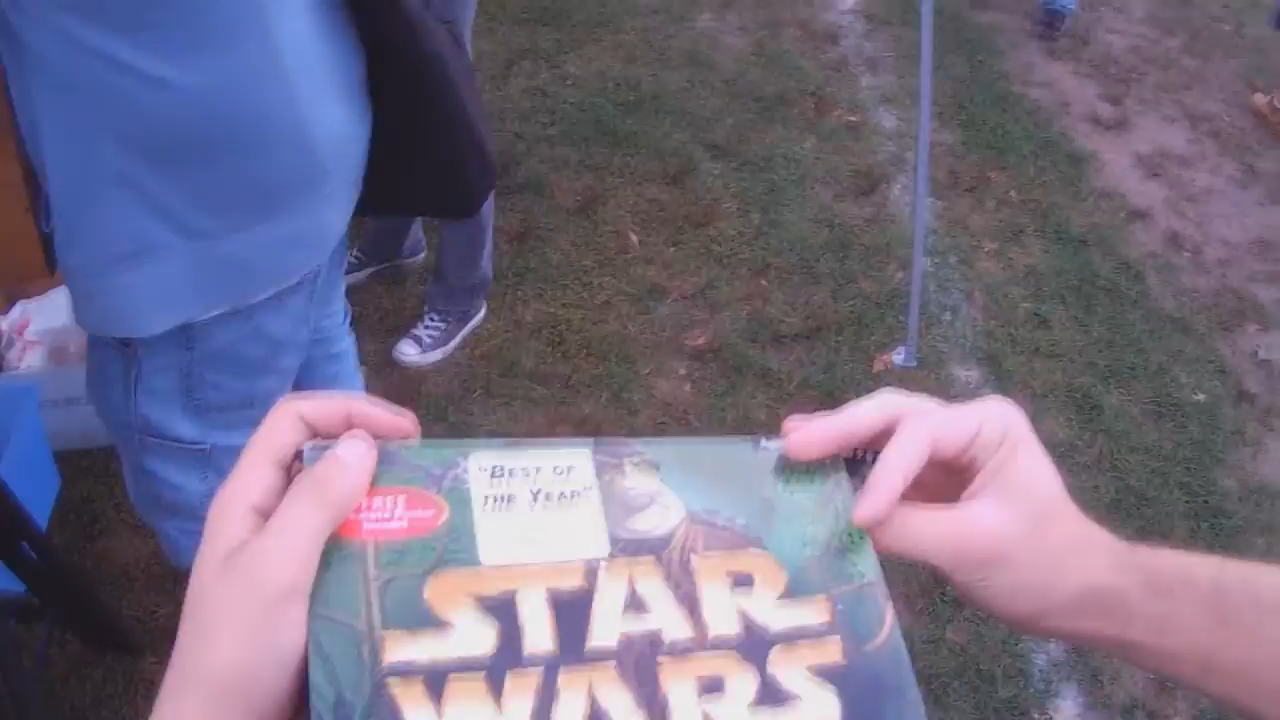 "BEST OF
THE YEAR"
FREE
STAR
WARS